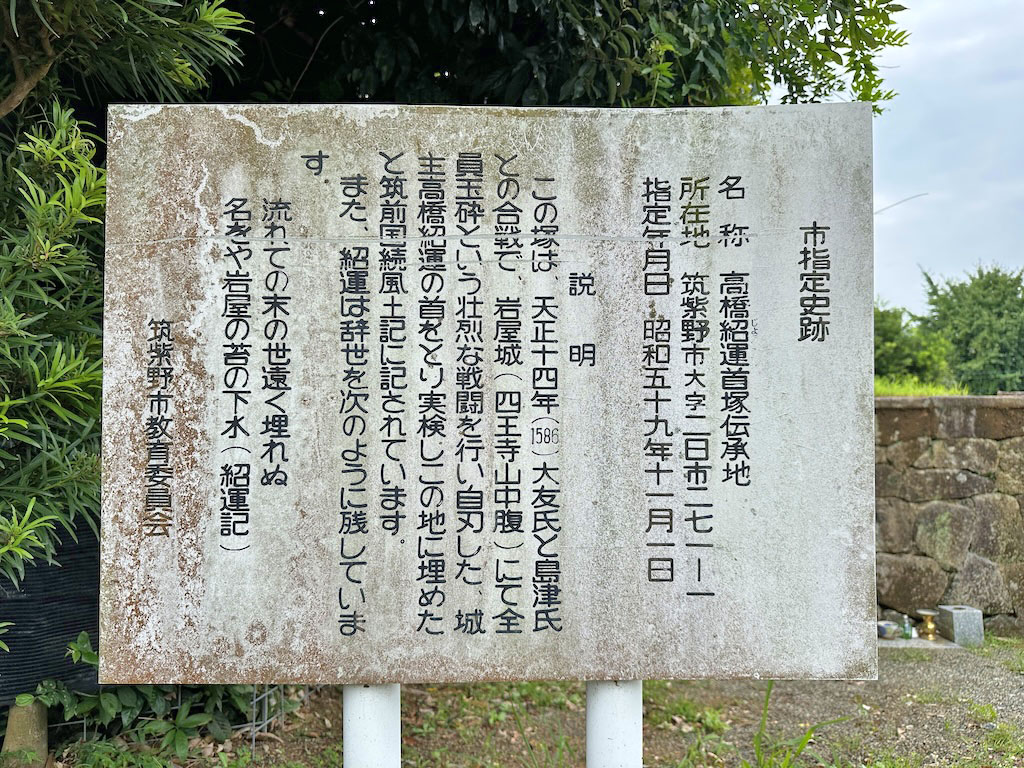 市指定史跡
名　称　高橋紹運首塚伝承地
所在地　筑紫野市大字二日市二七一ー一
指定年月日　昭和五十九年十一月一日
説　明
この塚は、天正十四年(1586)大友氏と島津氏
との合戦で、岩屋城(四王寺山中腹)にて全
員玉砕という壮烈な戦闘を行い自刃した、城
主高橋紹運の首をとり実検しこの地に埋めた
と筑前国続風土記に記されています。
また、紹運は辞世を次のように残していま
す。
流れての末の世遠く埋れぬ
名をや岩屋の苔の下水(紹運記)
筑紫野市教育委員会